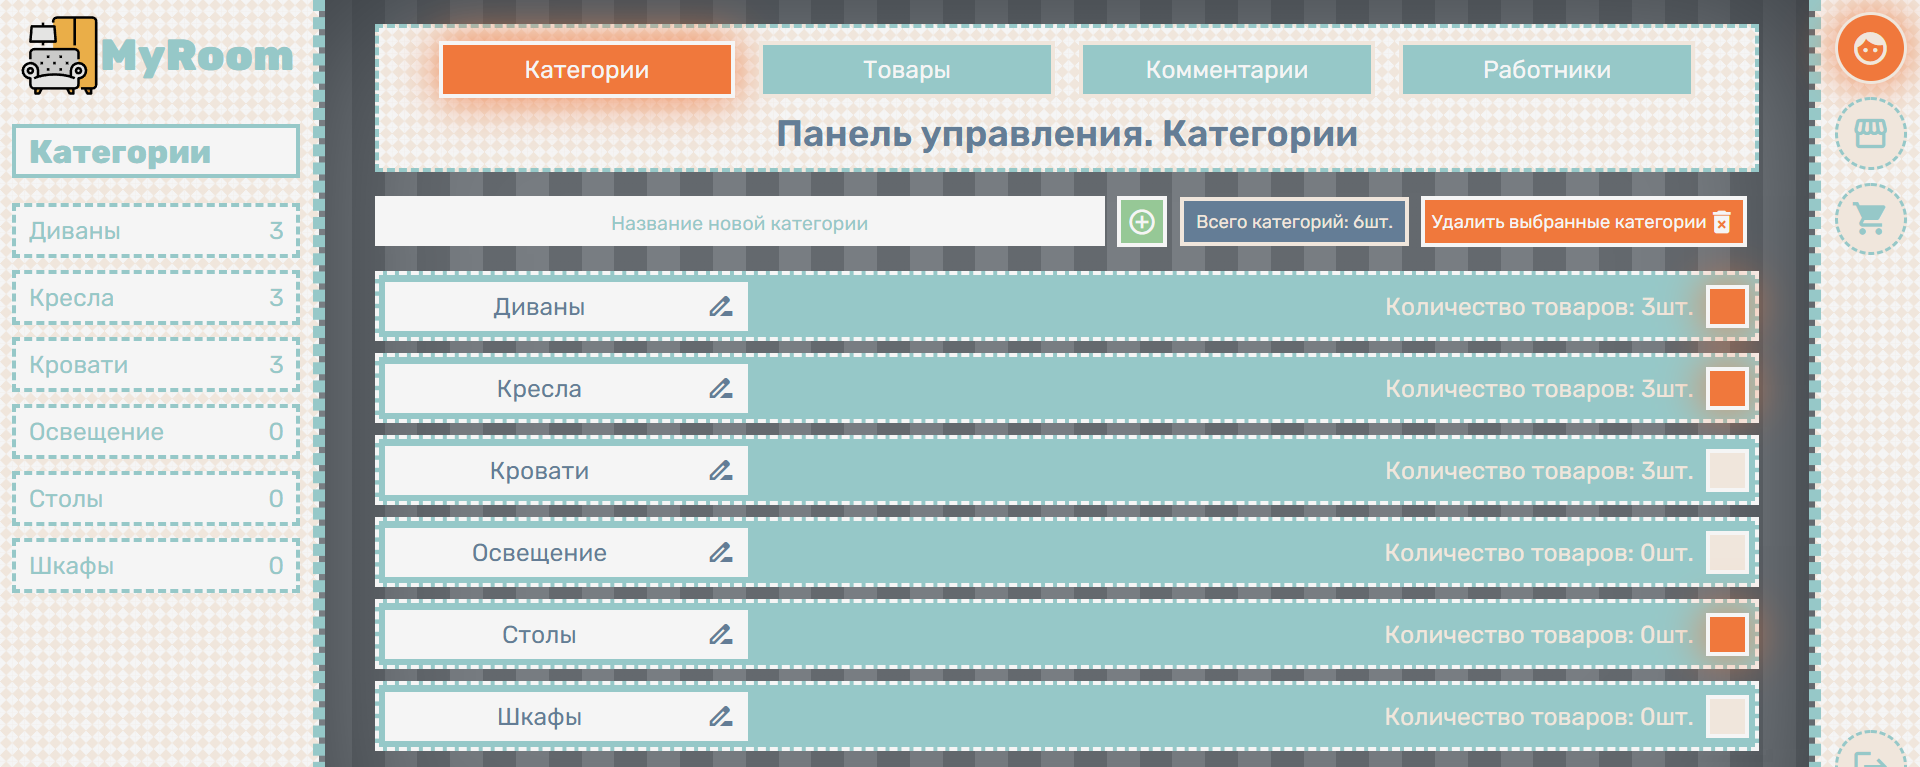 MyRoom
Категории
Диваны 3
Кресла 3
Кровати 3
Освещение 0
Столы 0
Шкафы 0
Категории Товары Комментарии Работники
Панель управления. Категории
Название новой категории Всего категорий: 6шт. Удалить выбранные категории
Диваны Количество товаров: 3шт.
Кресла Количество товаров: 3шт.
Кровати Количество товаров: 3шт.
Освещение Количество товаров: 0шт.
Столы Количество товаров: 0шт.
Шкафы Количество товаров: 0шт.